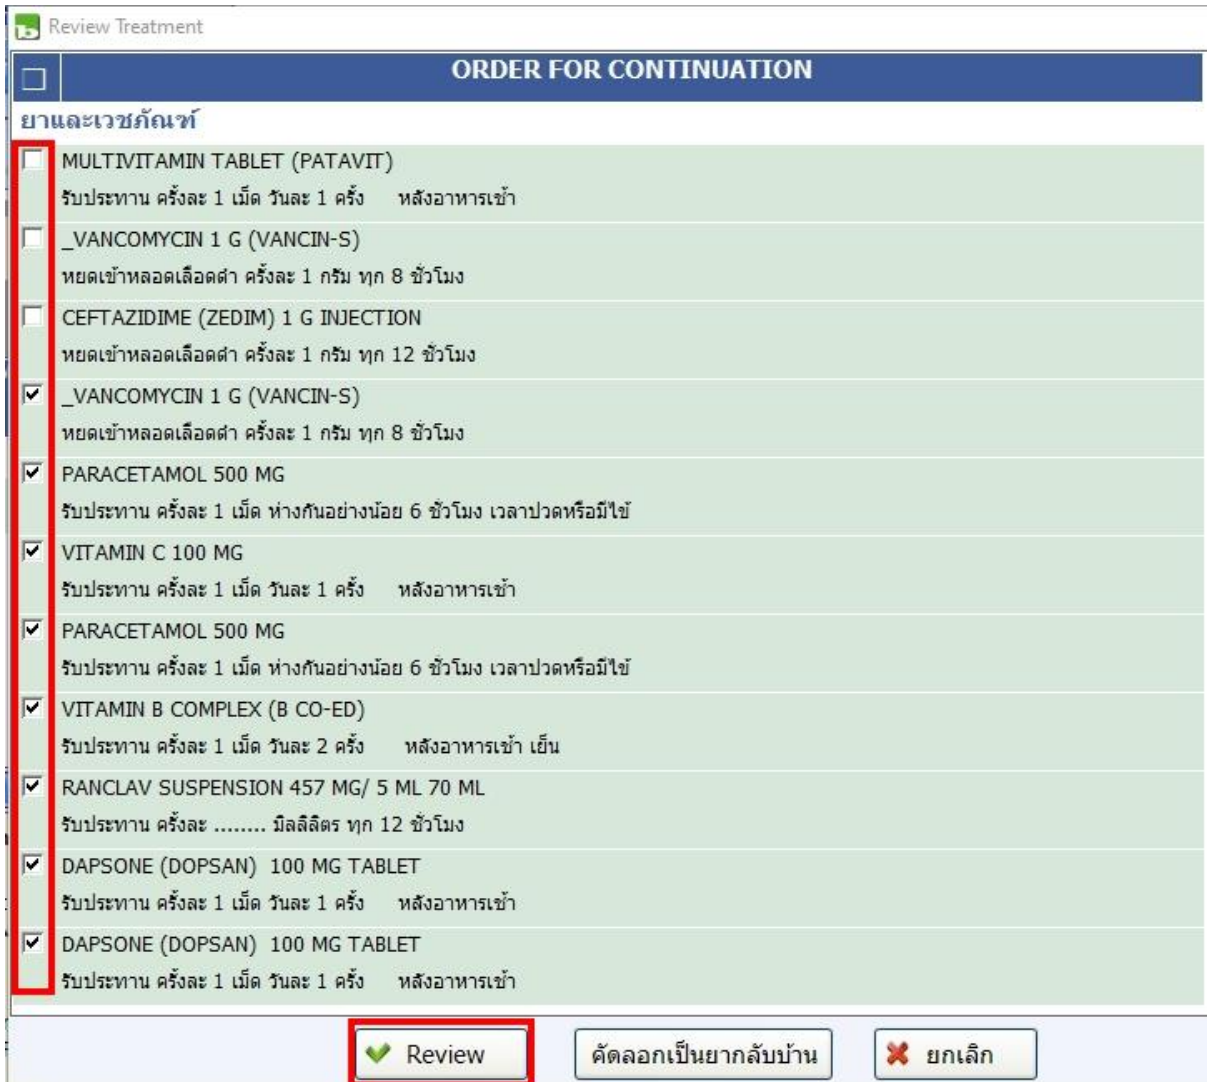 Review Treatment
ORDER FOR CONTINUATION
ยาและเวชภัณฑ์
MULTIVITAMIN TABLET (PATAVIT)
รับประทาน ครั้งละ 1 เม็ด วันละ 1 ครั้ง หลังอาหารเช้า
_VANCOMYCIN 1 G (VANCIN-S)
หยดเข้าหลอดเลือดดำ ครั้งละ 1 กรัม ทุก 8 ชั่วโมง
CEFTAZIDIME (ZEDIM) 1 G INJECTION
หยดเข้าหลอดเลือดดำ ครั้งละ 1 กรัม ทุก 12 ชั่วโมง
_VANCOMYCIN 1 G (VANCIN-S)
หยดเข้าหลอดเลือดดำ ครั้งละ 1 กรัม ทุก 8 ชั่วโมง
PARACETAMOL 500 MG
รับประทาน ครั้งละ 1 เม็ด ห่างกันอย่างน้อย 6 ชั่วโมง เวลาปวดหรือมีไข้
VITAMIN C 100 MG
รับประทาน ครั้งละ 1 เม็ด วันละ 1 ครั้ง หลังอาหารเช้า
PARACETAMOL 500 MG
รับประทาน ครั้งละ 1 เม็ด ห่างกันอย่างน้อย 6 ชั่วโมง เวลาปวดหรือมีไข้
VITAMIN B COMPLEX (B CO-ED)
รับประทาน ครั้งละ 1 เม็ด วันละ 2 ครั้ง หลังอาหารเช้า เย็น
RANCLAV SUSPENSION 457 MG/ 5 ML 70 ML
รับประทาน ครั้งละ ........ มิลลิลิตร ทุก 12 ชั่วโมง
DAPSONE (DOPSAN) 100 MG TABLET
รับประทาน ครั้งละ 1 เม็ด วันละ 1 ครั้ง หลังอาหารเช้า
DAPSONE (DOPSAN) 100 MG TABLET
รับประทาน ครั้งละ 1 เม็ด วันละ 1 ครั้ง หลังอาหารเช้า
Review คัดลอกเป็นยากลับบ้าน ยกเลิก